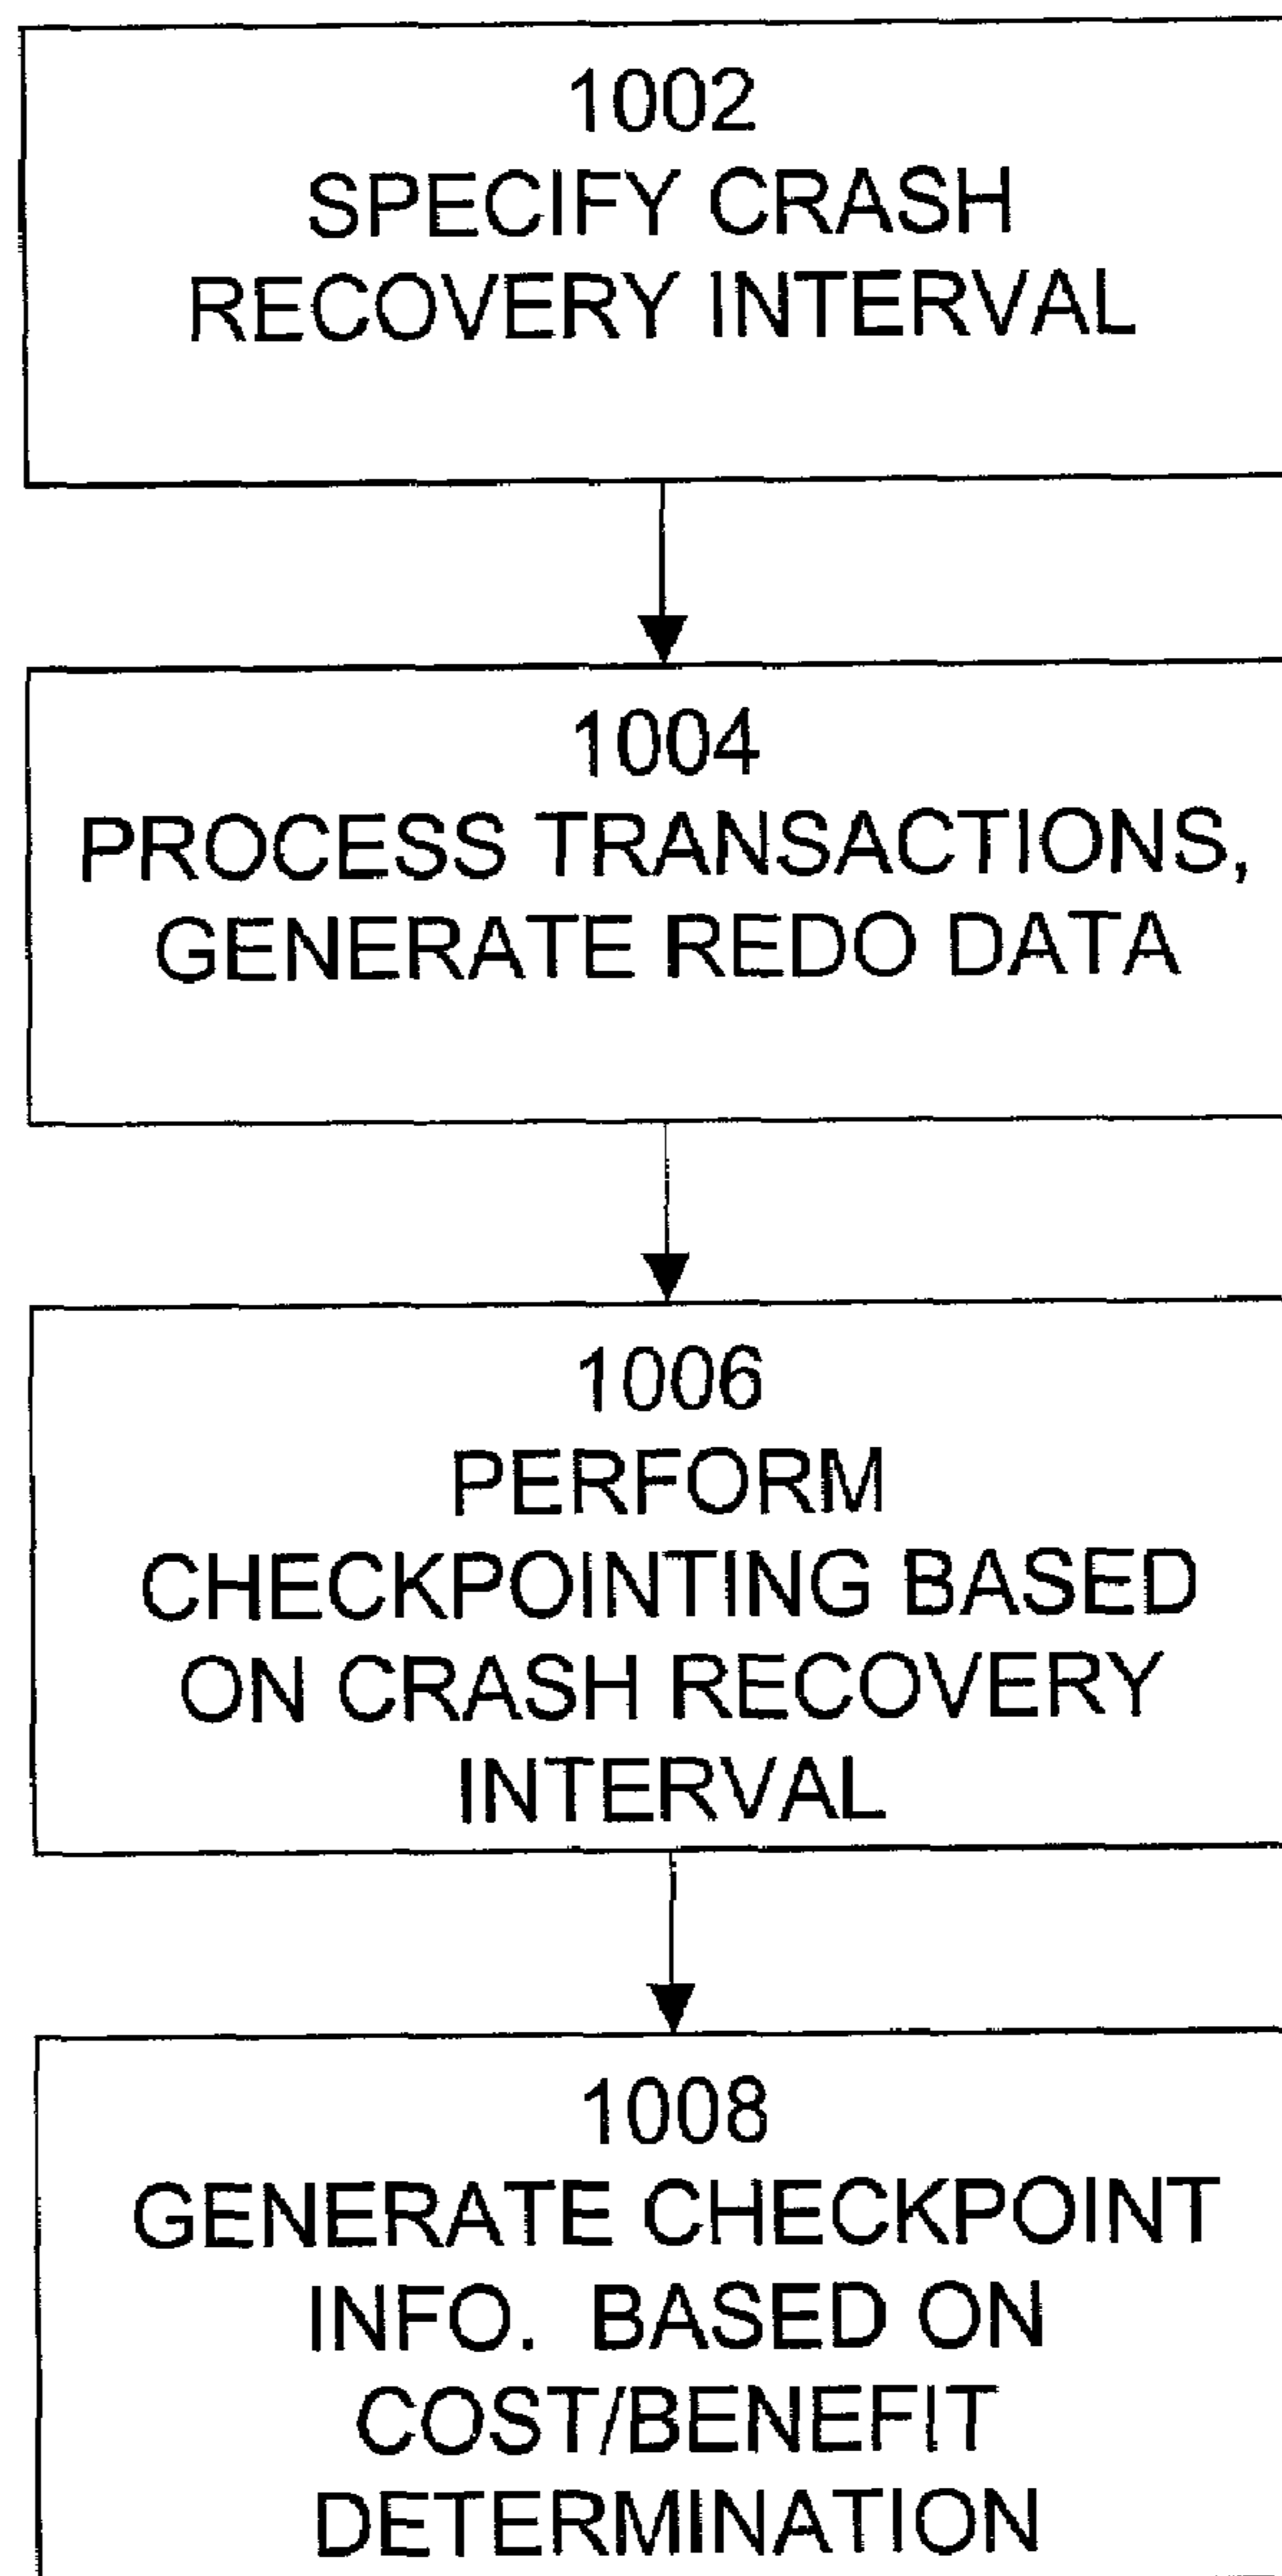 1002
SPECIFY CRASH
RECOVERY INTERVAL
1004
PROCESS TRANSACTIONS,
GENERATE REDO DATA
1006
PERFORM
CHECKPOINTING BASED
ON CRASH RECOVERY
INTERVAL
1008
GENERATE CHECKPOINT
INFO. BASED ON
COST/BENEFIT
DETERMINATION